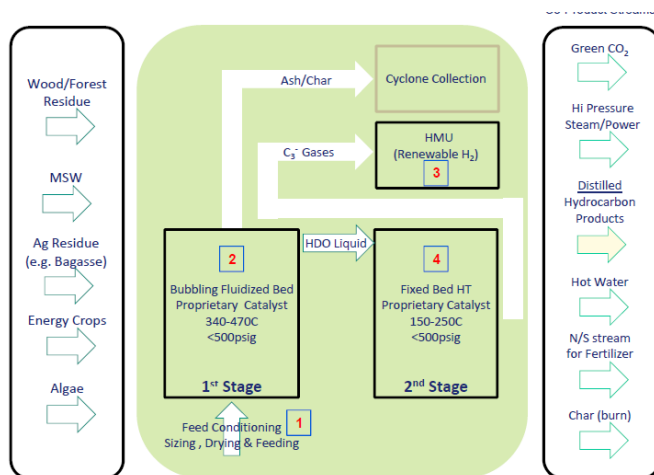 Wood/Forest
Residue
MSW
Ag Residue
(e.g. Bagasse)
Energy Crops
Algae
Ash/Char
Cyclone Collection
C3- Gases
HMU
(Renewable H2)
3
2
Bubbling Fluidized Bed
Proprietary Catalyst
340-470C
<500psig
1st Stage
HDO Liquid
4
Fixed Bed HT
Proprietary Catalyst
150-250C
<500psig
2nd Stage
Feed Conditioning
Sizing , Drying & Feeding
1
Green CO2
Hi Pressure
Steam/Power
Distilled
Hydrocarbon
Products
Hot Water
N/S stream
for Fertilizer
Char (burn)